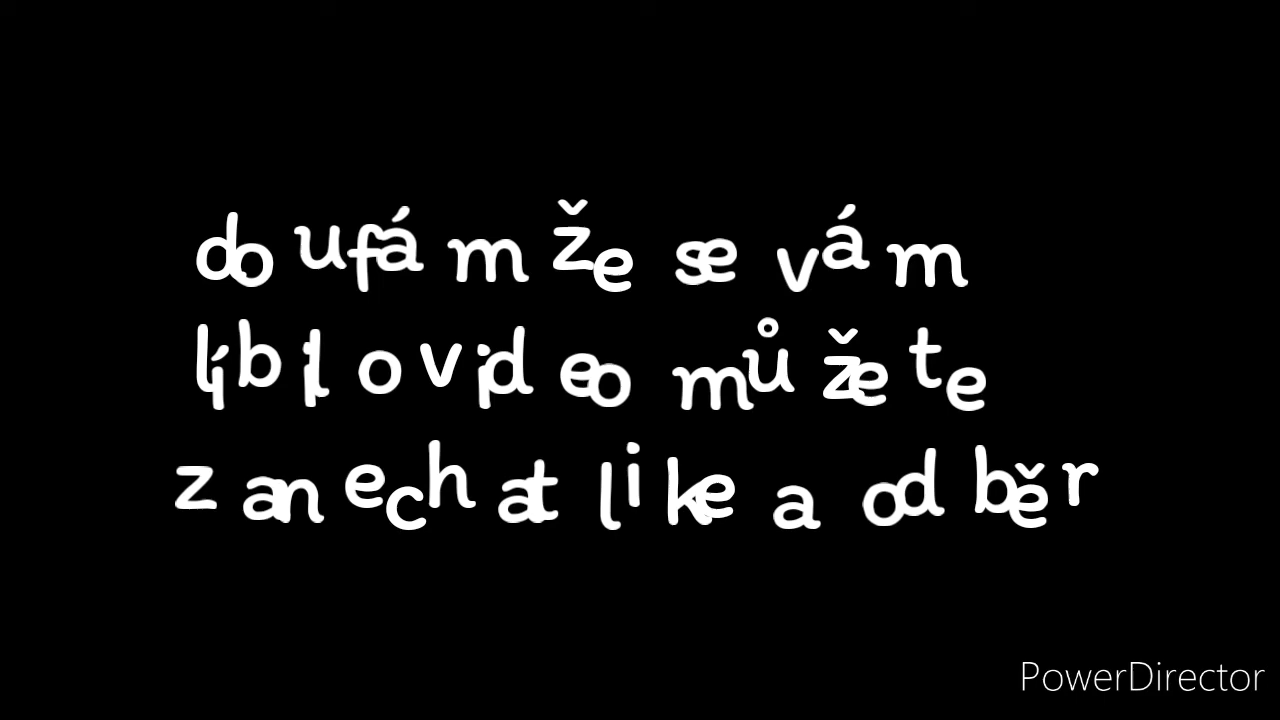 doufám že se vám
líbilo video můžete
zanechat like a odběr
PowerDirector